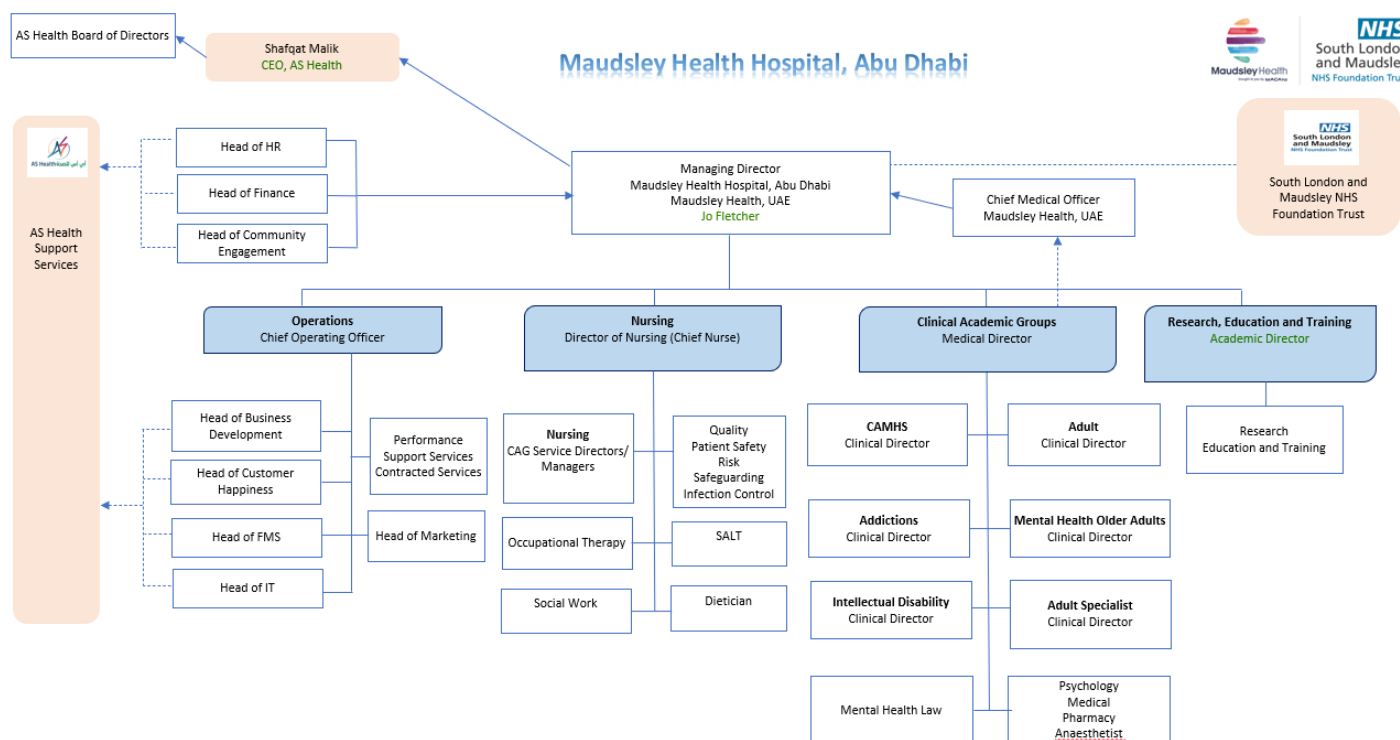 AS Health Board of Directors
Shafqat Malik
CEO, AS Health
Maudsley Health Hospital, Abu Dhabi
Maudsley Health
NHS
South London
and Maudsley
NHS Foundation
AS Health
أي أس للصحة
AS Health
Support
Services
Head of HR
Head of Finance
Head of Community
Engagement
Managing Director
Maudsley Health Hospital, Abu Dhabi
Maudsley Health, UAE
Jo Fletcher
Chief Medical Officer
Maudsley Health, UAE
NHS
South London
and Maudsley
NHS Foundation Trust
South London and
Maudsley NHS
Foundation Trust
Operations
Chief Operating Officer
Nursing
Director of Nursing (Chief Nurse)
Clinical Academic Groups
Medical Director
Research, Education and Training
Academic Director
Head of Business
Development
Head of Customer
Happiness
Head of FMS
Head of IT
Performance
Support Services
Contracted Services
Head of Marketing
Nursing
CAG Service Directors/
Managers
Quality
Patient Safety
Risk
Safeguarding
Infection Control
Occupational Therapy
SALT
Social Work
Dietician
CAMHS
Clinical Director
Adult
Clinical Director
Addictions
Clinical Director
Mental Health Older Adults
Clinical Director
Intellectual Disability
Clinical Director
Adult Specialist
Clinical Director
Mental Health Law
Psychology
Medical
Pharmacy
Anaesthetist
Research
Education and Training